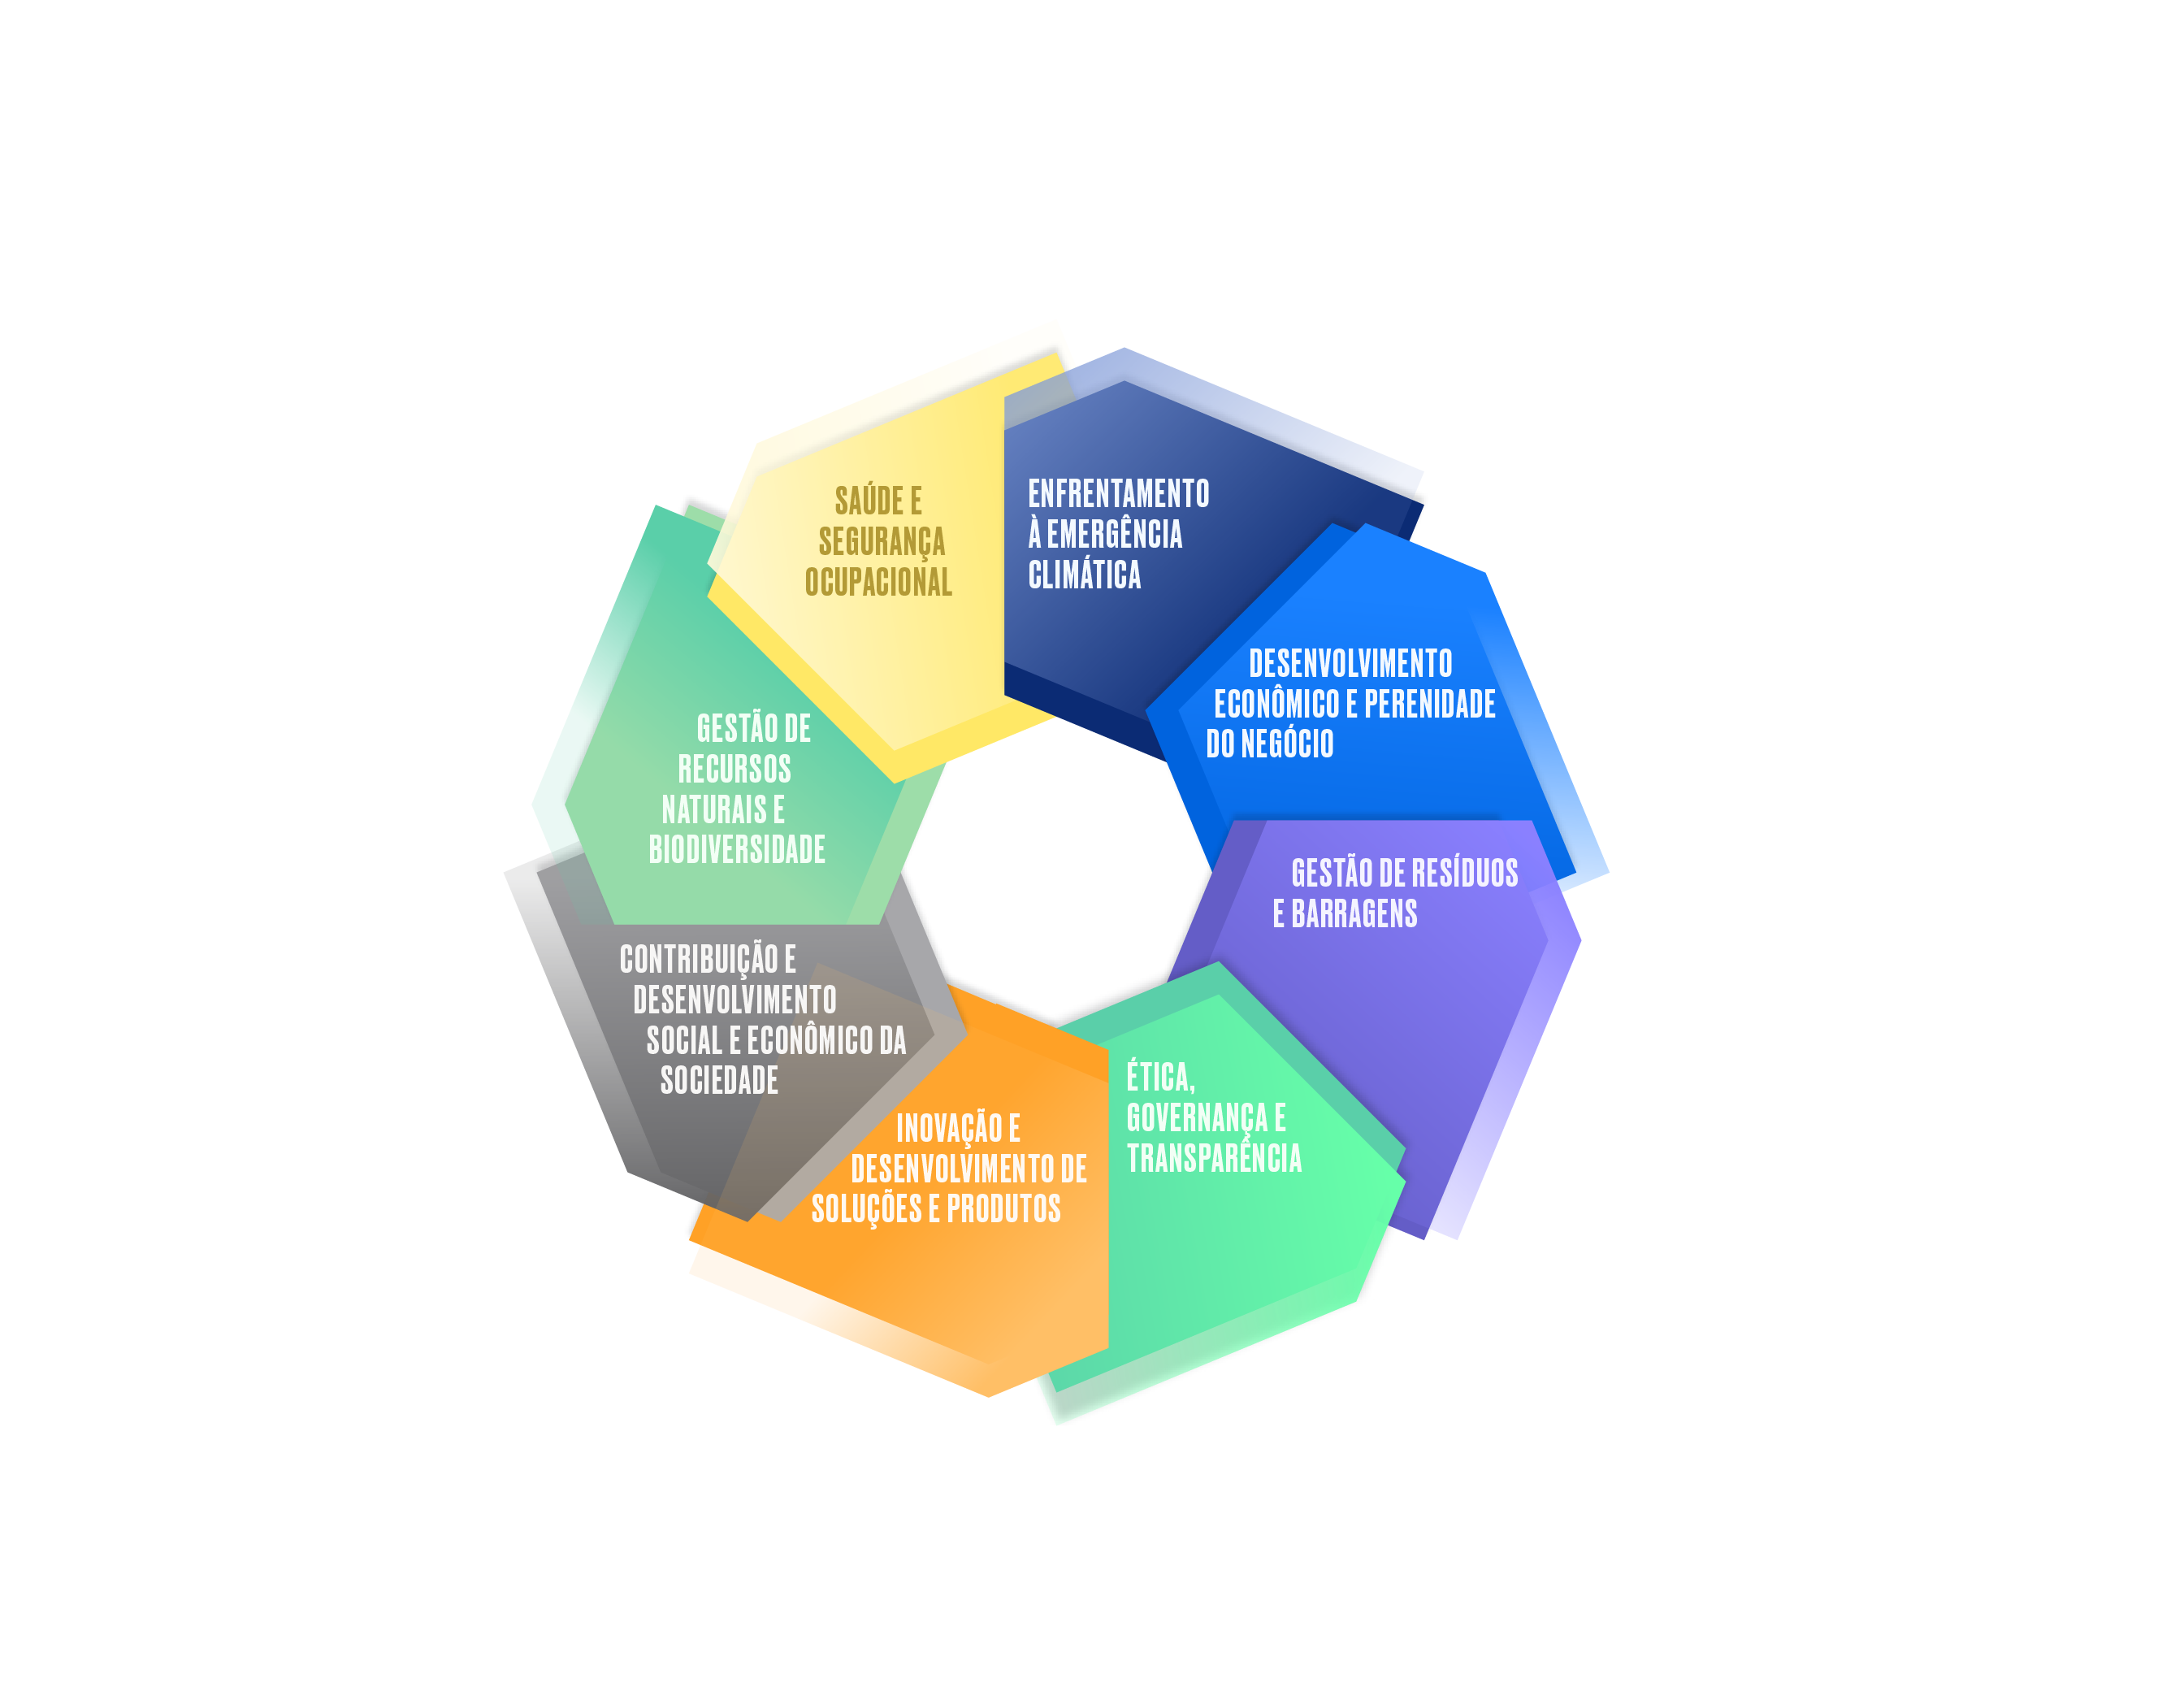 SAÚDE E
SEGURANÇA
OCUPACIONAL
ENFRENTAMENTO
À EMERGÊNCIA
CLIMÁTICA
DESENVOLVIMENTO
ECONÔMICO E PERENIDADE
DO NEGÓCIO
GESTÃO DE RESÍDUOS
E BARRAGENS
ÉTICA,
GOVERNANÇA E
TRANSPARÊNCIA
INOVAÇÃO E
DESENVOLVIMENTO DE
SOLUÇÕES E PRODUTOS
CONTRIBUIÇÃO E
DESENVOLVIMENTO
SOCIAL E ECONÔMICO DA
SOCIEDADE
GESTÃO DE
RECURSOS
NATURAIS E
BIODIVERSIDADE